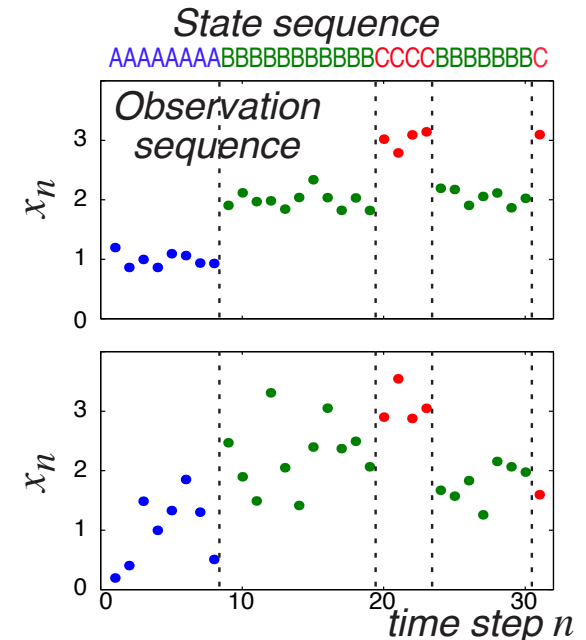 State sequence
AAAAAAAABBBBBBBBBBBCCCCBBBBBBBC
Observation
sequence
3
2
1
0
x_n
3
2
1
0
x_n
0 10 20 30
time step n